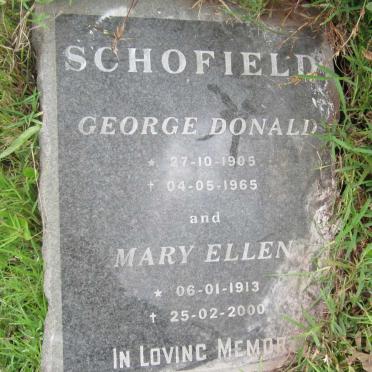 SCHOFIELD
GEORGE DONALD
* 27-10-1905
† 04-05-1965
and
MARY ELLEN
* 06-01-1913
† 25-02-2000
IN LOVING MEMOR